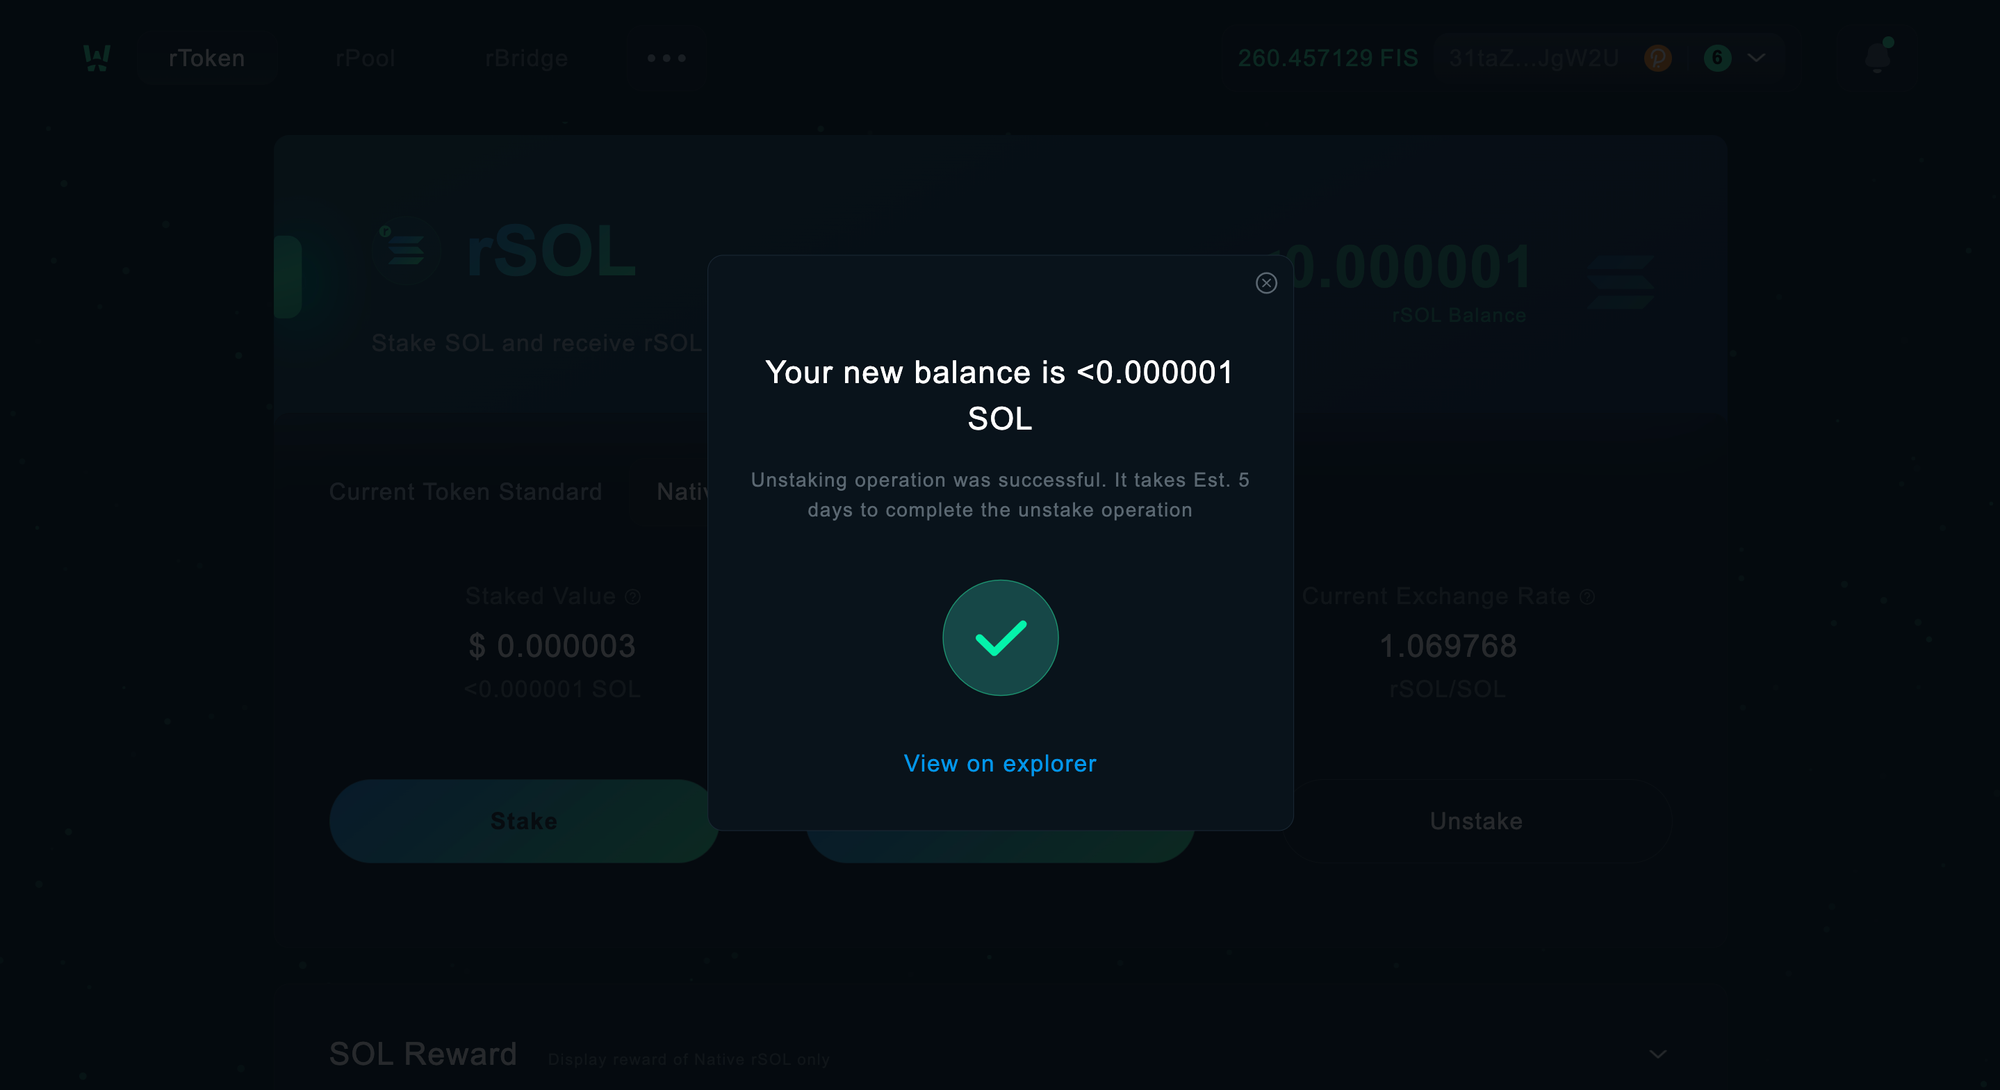 rToken
rPool
rBridge
260.457129 FIS
31taZ...JgW2U
6
r
rSOL
Stake SOL and receive rSOL
0.000001
rSOL Balance
Your new balance is <0.000001
SOL
Unstaking operation was successful. It takes Est. 5
days to complete the unstake operation
View on explorer
Current Token Standard
Staked Value
$ 0.000003
<0.000001 SOL
Current Exchange Rate
1.069768
rSOL/SOL
Stake
Unstake
SOL Reward
Display reward of Native rSOL only